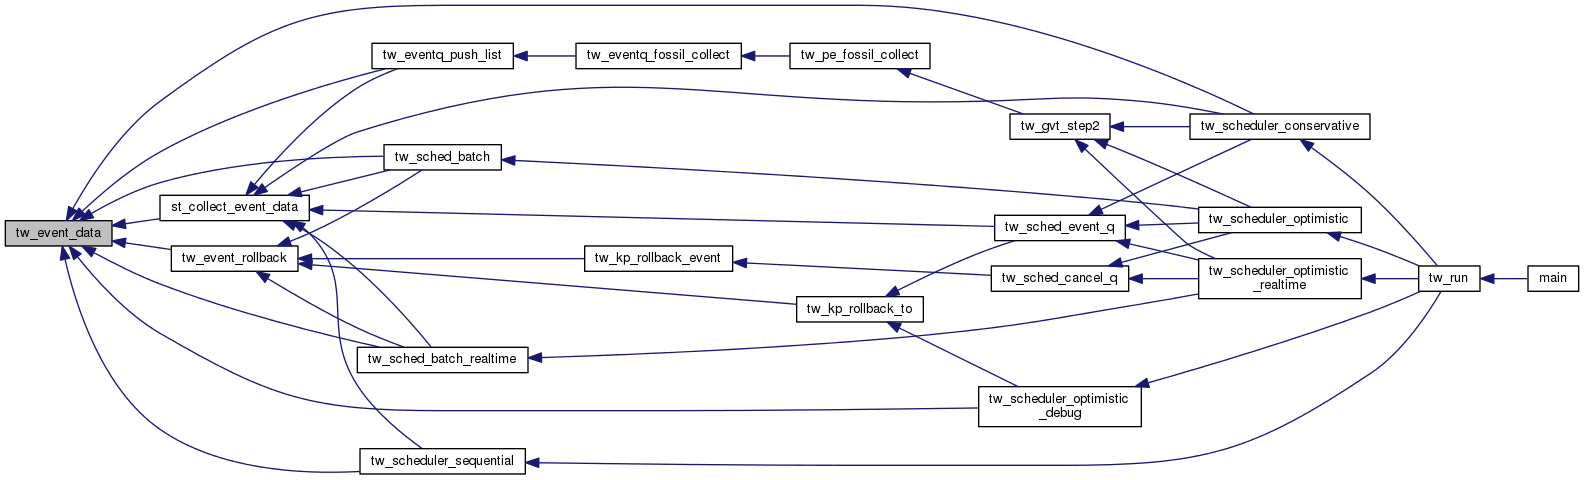 tw_eventq_push_list
tw_eventq_fossil_collect
tw_pe_fossil_collect
tw_gvt_step2
tw_scheduler_conservative
tw_sched_batch
st_collect_event_data
tw_scheduler_optimistic
tw_event_data
tw_sched_event_q
tw_event_rollback
tw_kp_rollback_event
tw_sched_cancel_q
tw_scheduler_optimistic
_realtime
tw_run
main
tw_kp_rollback_to
tw_sched_batch_realtime
tw_scheduler_optimistic
_debug
tw_scheduler_sequential